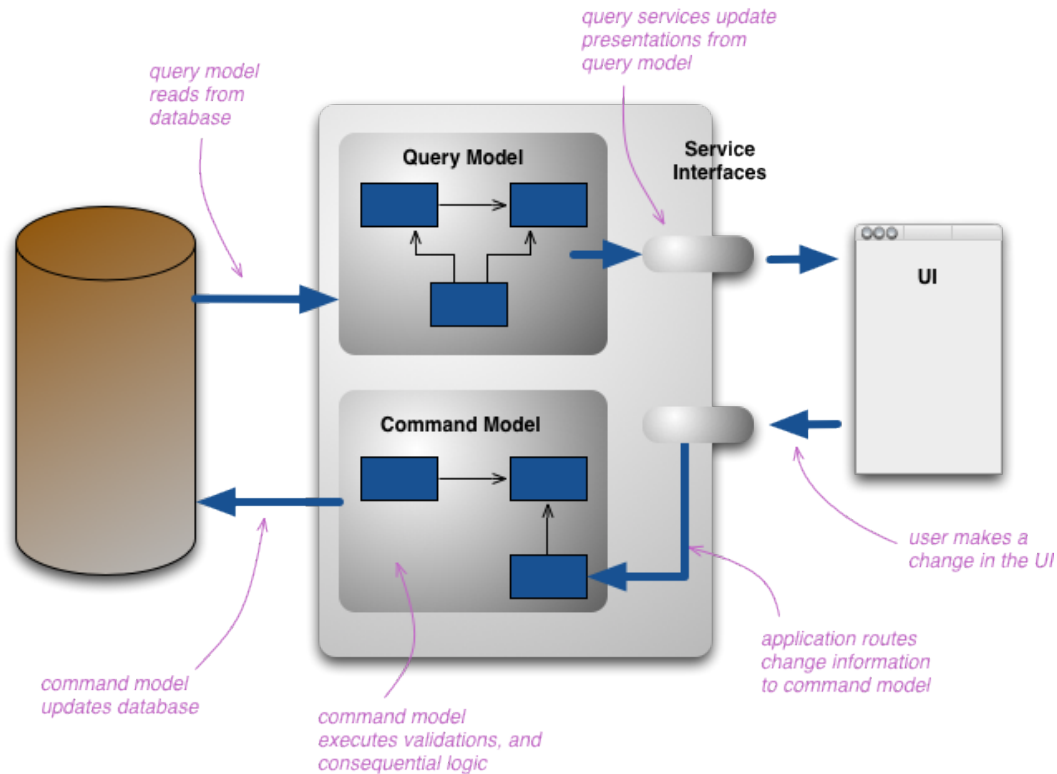 query services update
presentations from
query model
query model
reads from
database
Query Model
Service
Interfaces
UI
Command Model
user makes a
change in the UI
application routes
change information
to command model
command model
updates database
command model
executes validations, and
consequential logic